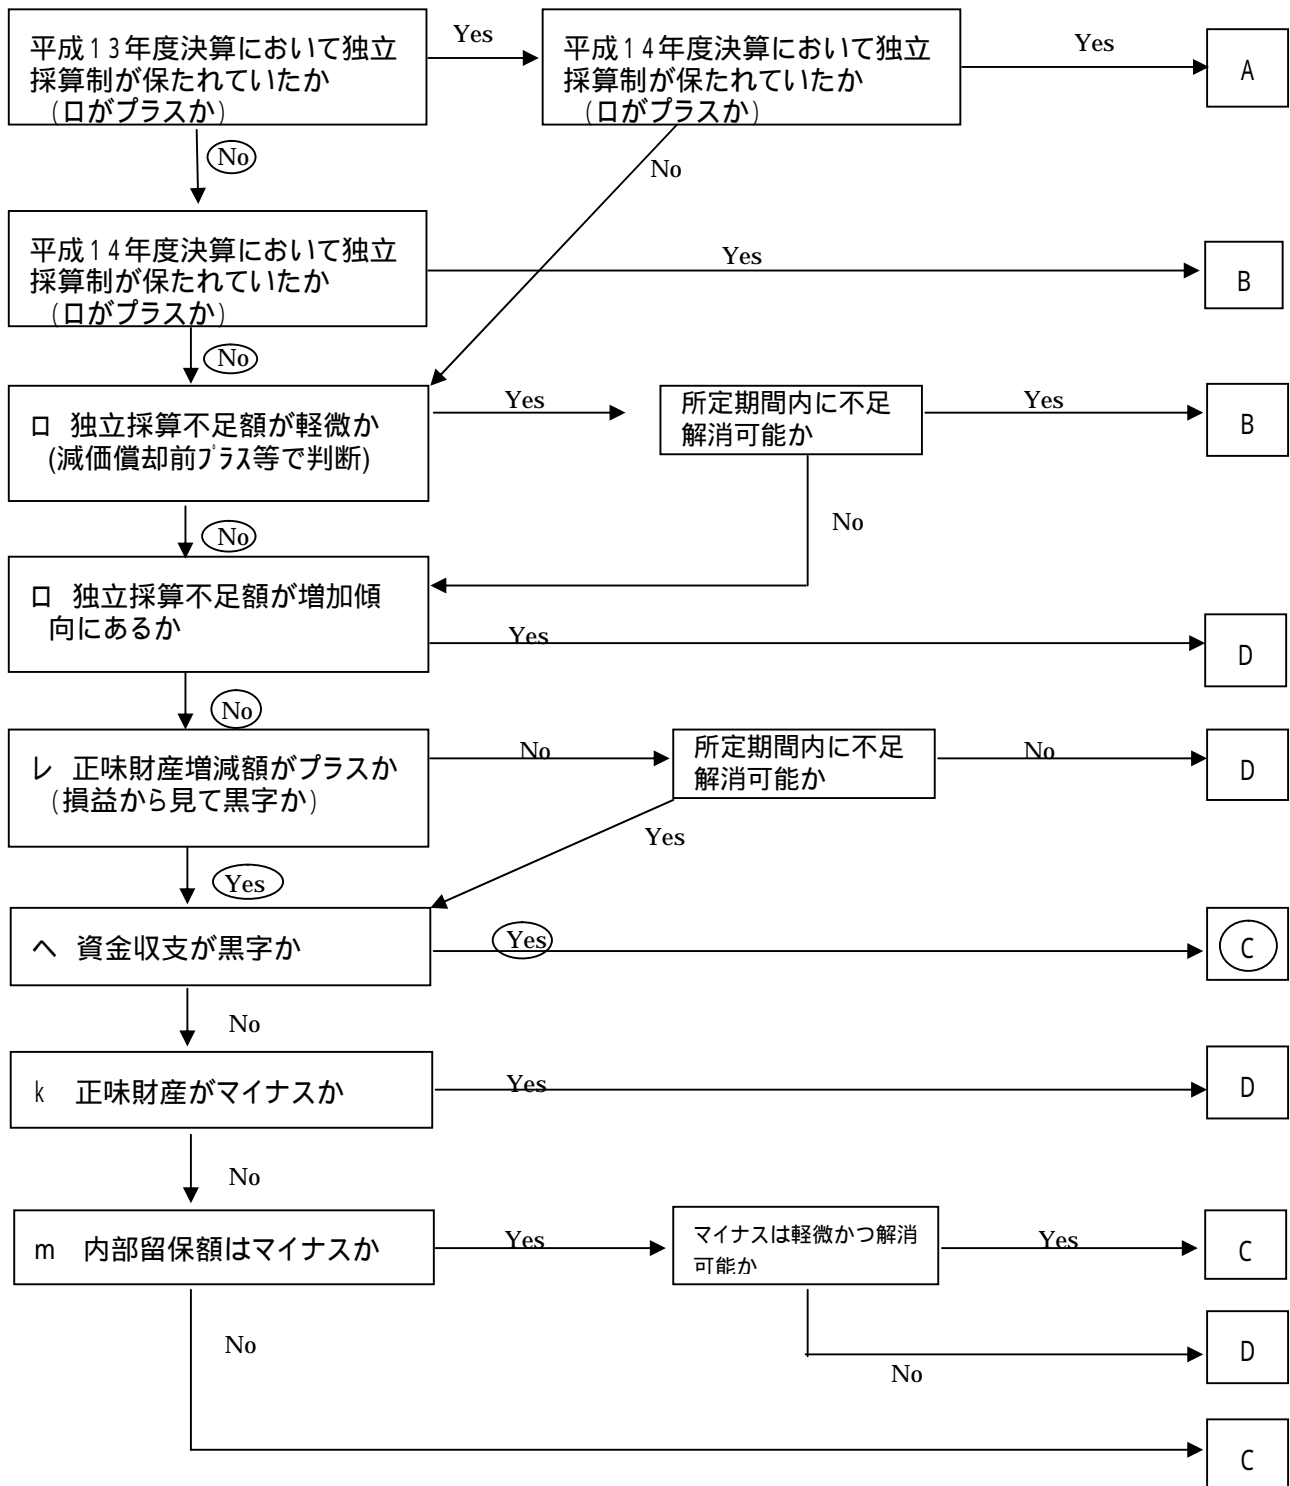 平成13年度決算において独立
採算制が保たれていたか
(ロがプラスか)
Yes
平成14年度決算において独立
採算制が保たれていたか
(ロがプラスか)
Yes
A
No
No
平成14年度決算において独立
採算制が保たれていたか
(ロがプラスか)
Yes
B
No
ロ 独立採算不足額が軽微か
(減価償却前プラス等で判断)
Yes
所定期間内に不足
解消可能か
Yes
B
No
No
ロ 独立採算不足額が増加傾
向にあるか
Yes
D
No
レ 正味財産増減額がプラスか
(損益から見て黒字か)
No
所定期間内に不足
解消可能か
No
D
Yes
Yes
ヘ 資金収支が黒字か
Yes
C
No
k 正味財産がマイナスか
Yes
D
No
m 内部留保額はマイナスか
Yes
マイナスは軽微かつ解消
可能か
Yes
C
No
No
D
C